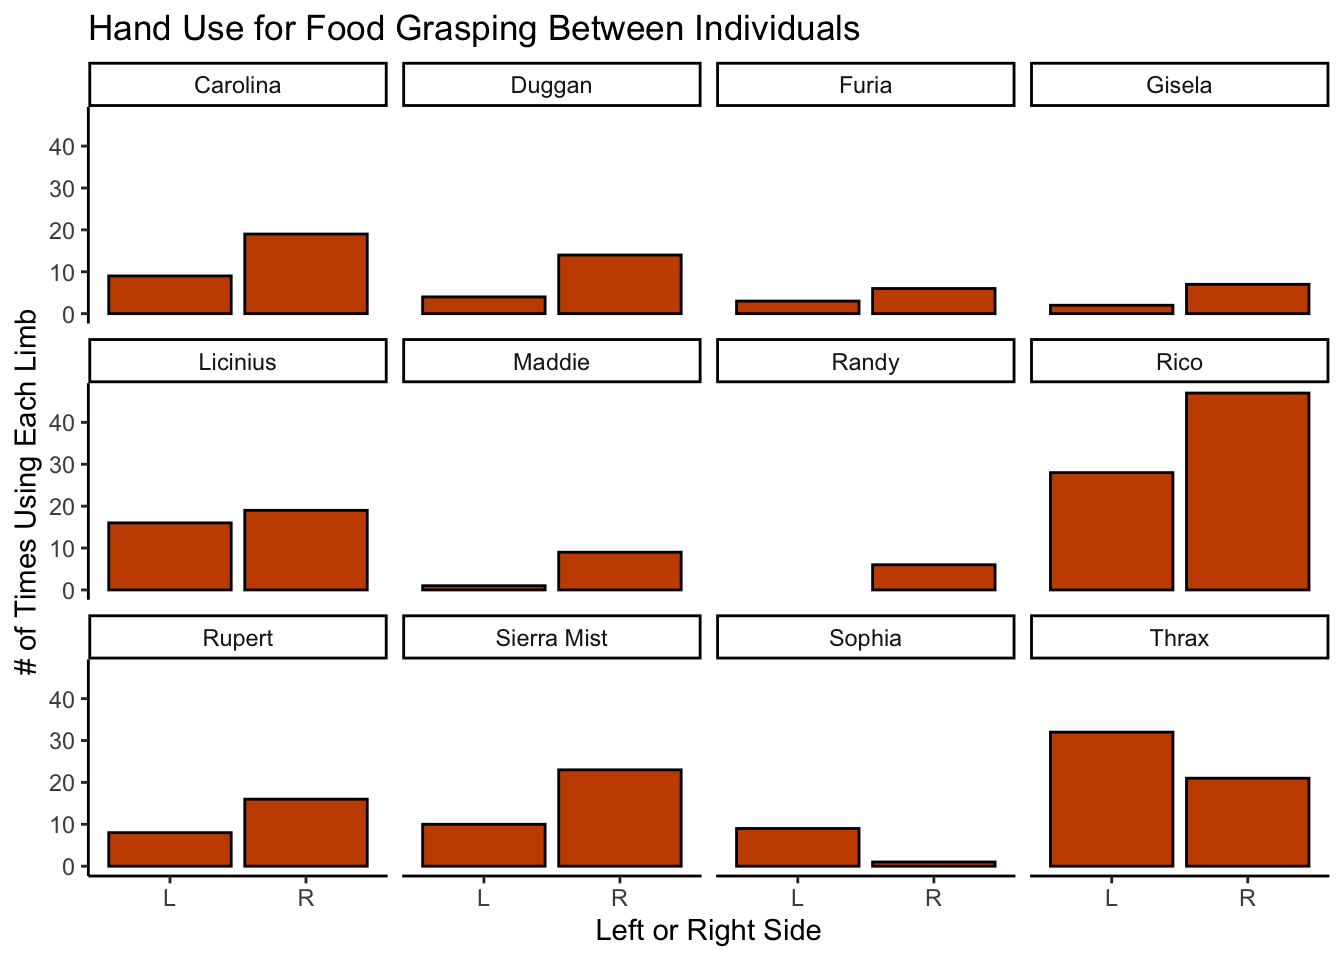 Hand Use for Food Grasping Between Individuals
Carolina Duggan Furia Gisela
40
30
20
10
0
Licinius Maddie Randy Rico
40
30
20
10
0
Rupert Sierra Mist Sophia Thrax
40
30
20
10
0
# of Times Using Each Limb
L R L R L R L R
Left or Right Side